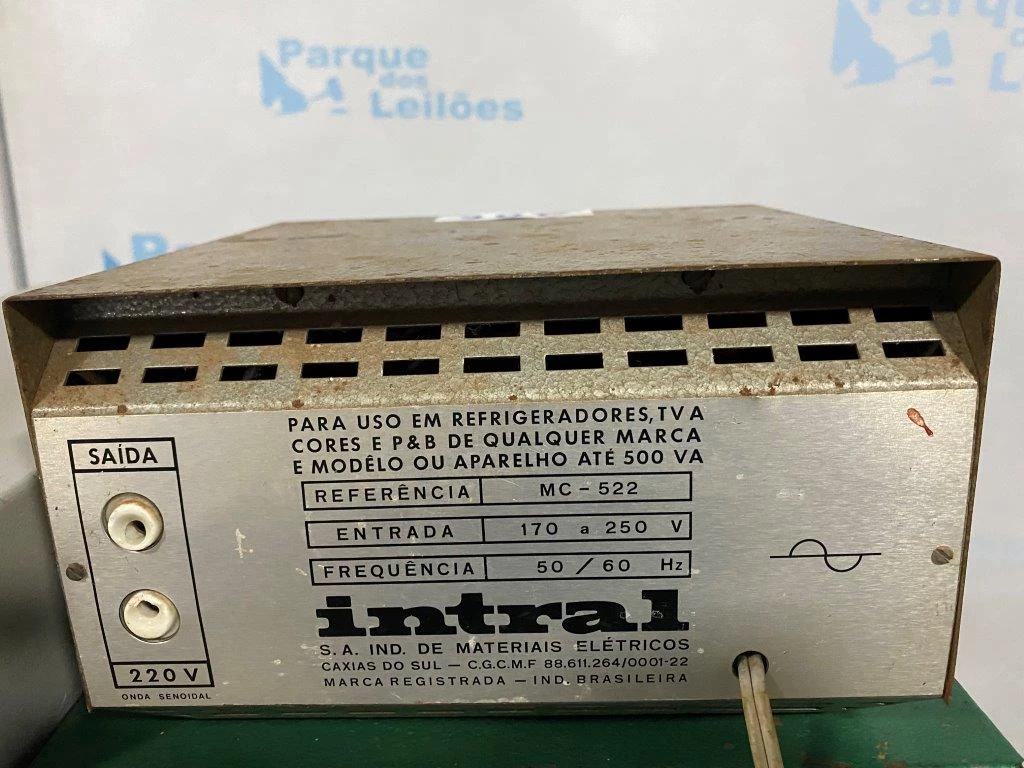 Parque
dos
Leilões
Parque
Leilões
PARA USO EM REFRIGERADORES, TV A
CORES E P&B DE QUALQUER MARCA
E MODÊLO OU APARELHO ATÉ 500 VA
SAÍDA
REFERÊNCIA MC-522
ENTRADA 170 a 250 V
FREQUÊNCIA 50 / 60 Hz
intral
S. A. IND. DE MATERIAIS ELÉTRICOS
CAXIAS DO SUL — C.G.C.M.F 88.611.264/0001-22
MARCA REGISTRADA — IND. BRASILEIRA
220 V
ONDA SENOIDAL